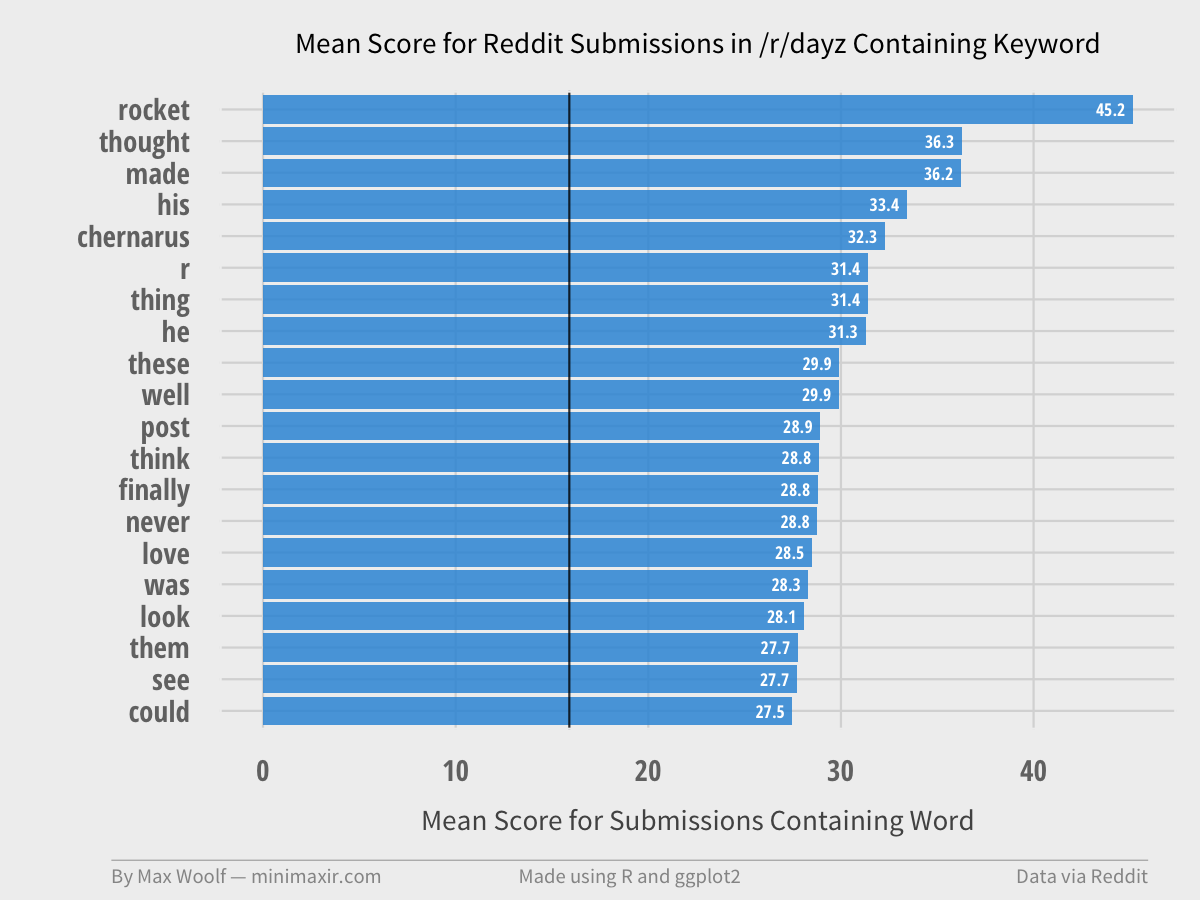 Mean Score for Reddit Submissions in /r/dayz Containing Keyword
rocket 45.2
thought 36.3
made 36.2
his 33.4
chernarus 32.3
r 31.4
thing 31.4
he 31.3
these 29.9
well 29.9
post 28.9
think 28.8
finally 28.8
never 28.8
love 28.5
was 28.3
look 28.1
them 27.7
see 27.7
could 27.5
0 10 20 30 40
Mean Score for Submissions Containing Word
By Max Woolf — minimaxir.com Made using R and ggplot2 Data via Reddit